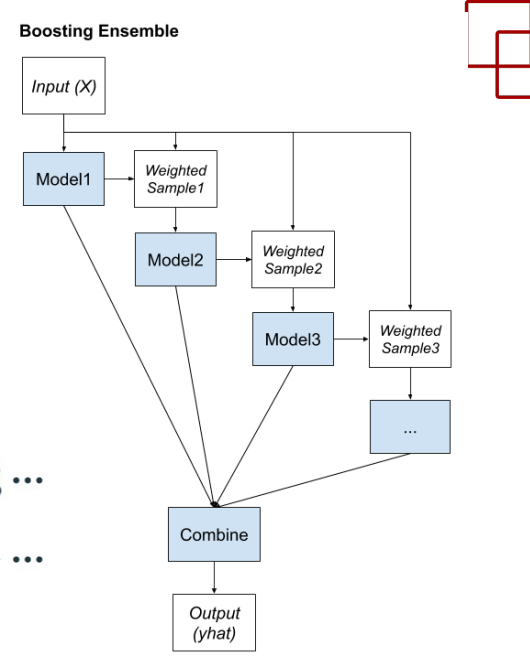 Boosting Ensemble
Input (X)
Model1
Weighted
Sample1
Model2
Weighted
Sample2
Model3
Weighted
Sample3
...
...
...
Combine
Output
(yhat)